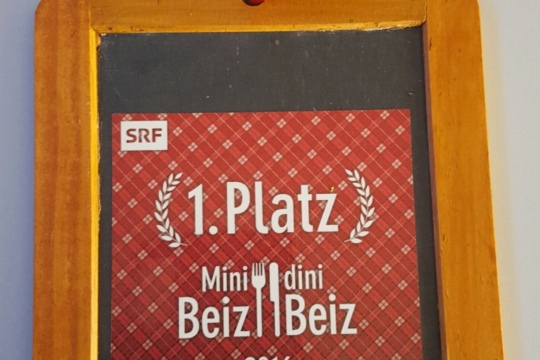 SRF
1. Platz
Mini dini
Beiz Beiz